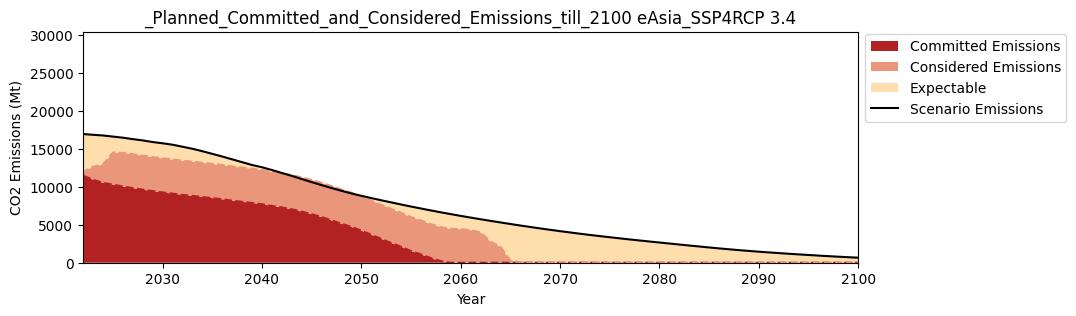 _Planned_Committed_and_Considered_Emissions_till_2100 eAsia_SSP4RCP 3.4
30000
25000
20000
15000
10000
5000
0
CO2 Emissions (Mt)
2030
2040
2050
2060
2070
2080
2090
2100
Year
Committed Emissions
Considered Emissions
Expectable
Scenario Emissions